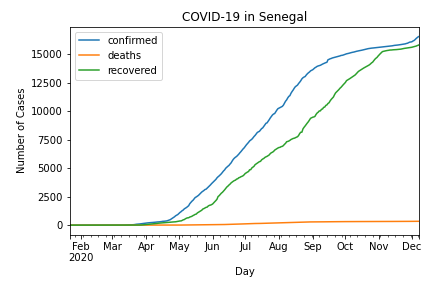 COVID-19 in Senegal
confirmed
deaths
recovered
Number of Cases
15000
12500
10000
7500
5000
2500
0
Feb Mar Apr May Jun Jul Aug Sep Oct Nov Dec
2020
Day